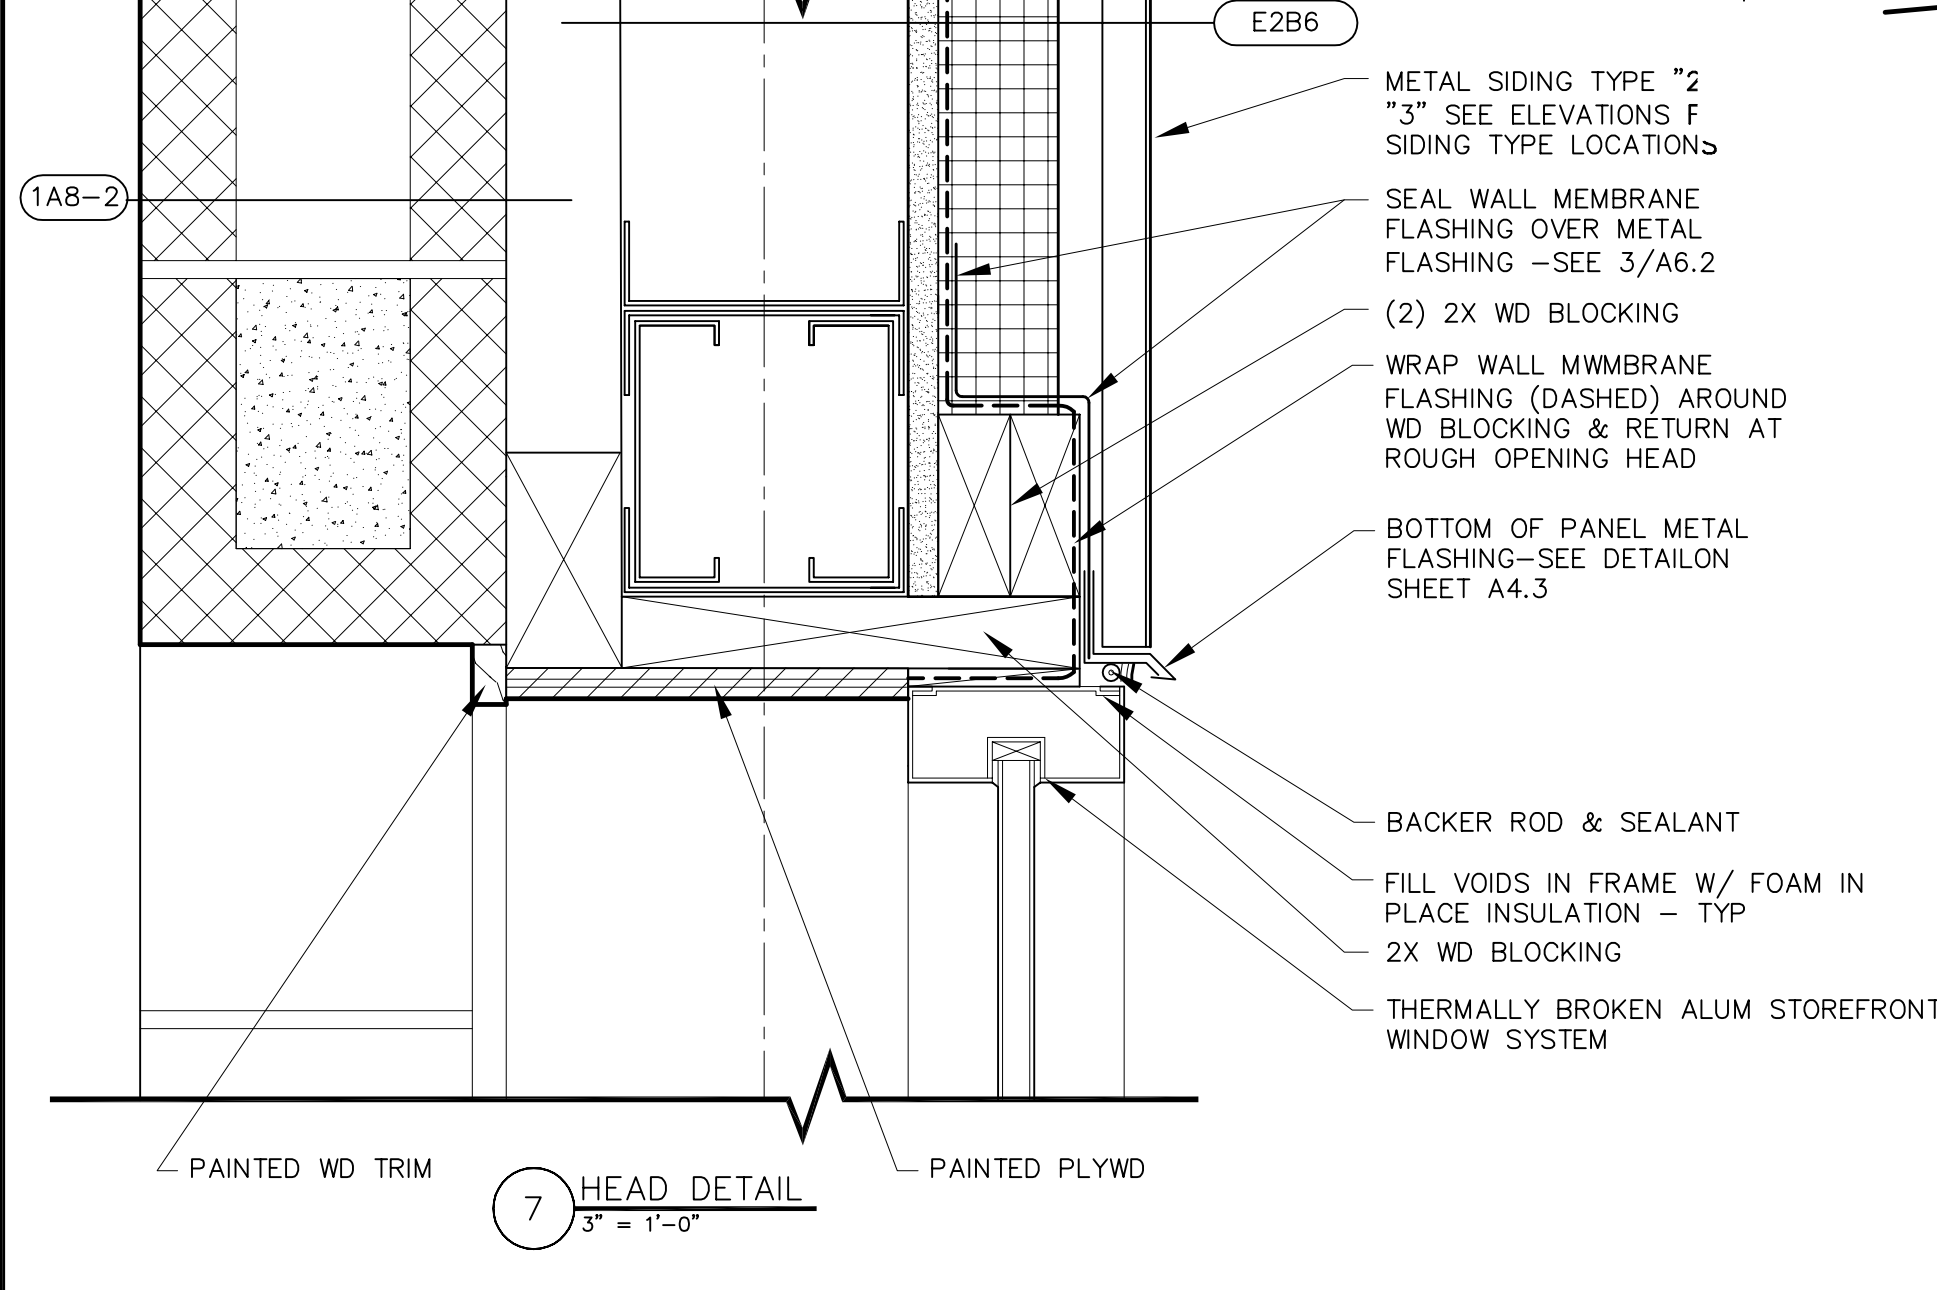 E2B6
METAL SIDING TYPE "2
"3" SEE ELEVATIONS F
SIDING TYPE LOCATIONS
1A8-2
SEAL WALL MEMBRANE
FLASHING OVER METAL
FLASHING -SEE 3/A6.2
(2) 2X WD BLOCKING
WRAP WALL MWMBRANE
FLASHING (DASHED) AROUND
WD BLOCKING & RETURN AT
ROUGH OPENING HEAD
BOTTOM OF PANEL METAL
FLASHING-SEE DETAILON
SHEET A4.3
BACKER ROD & SEALANT
FILL VOIDS IN FRAME W/ FOAM IN
PLACE INSULATION - TYP
2X WD BLOCKING
THERMALLY BROKEN ALUM STOREFRONT
WINDOW SYSTEM
PAINTED WD TRIM
PAINTED PLYWD
7 HEAD DETAIL
3" = 1'-0"